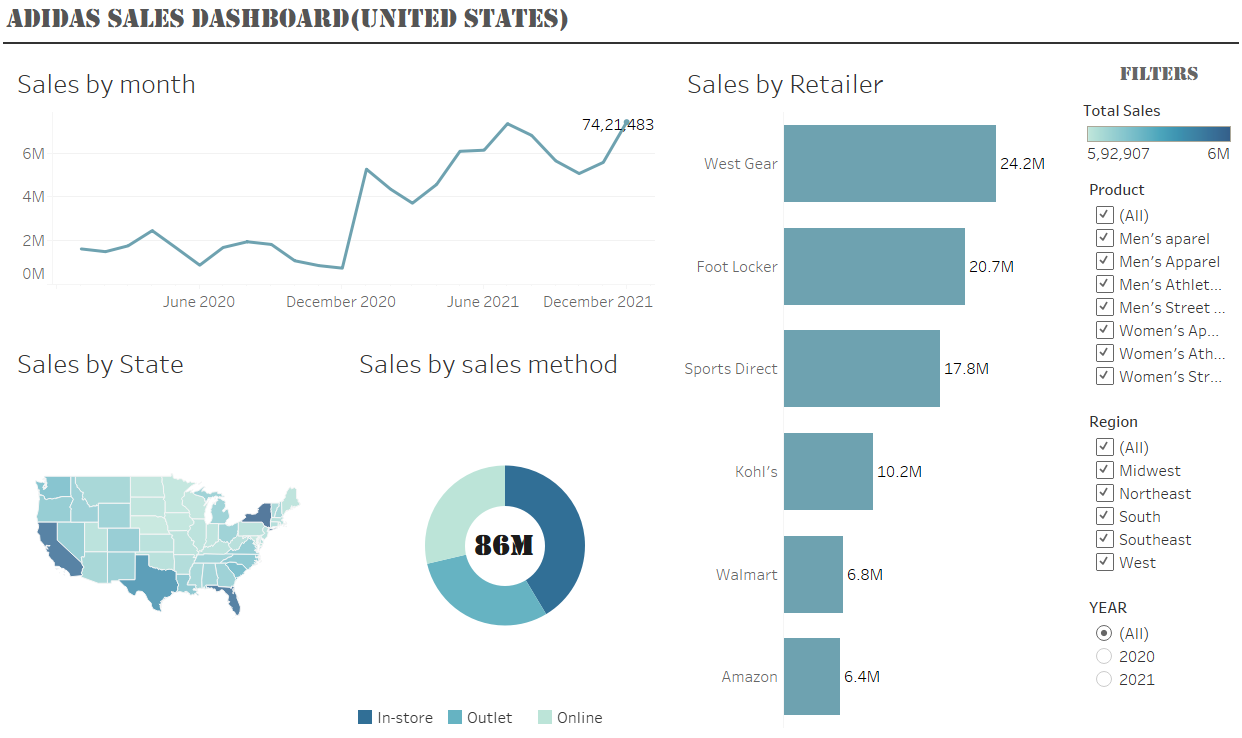 ADIDAS SALES DASHBOARD(UNITED STATES)
Sales by month
74,21,483
6M
4M
2M
0M
June 2020
December 2020
June 2021
December 2021
Sales by State
Sales by sales method
86M
In-store
Outlet
Online
Sales by Retailer
West Gear
24.2M
Foot Locker
20.7M
Sports Direct
17.8M
Kohl's
10.2M
Walmart
6.8M
Amazon
6.4M
FILTERS
Total Sales
5,92,907
6M
Product
(All)
Men's aparel
Men's Apparel
Men's Athlet...
Men's Street ...
Women's Ap...
Women's Ath...
Women's Str...
Region
(All)
Midwest
Northeast
South
Southeast
West
YEAR
(All)
2020
2021